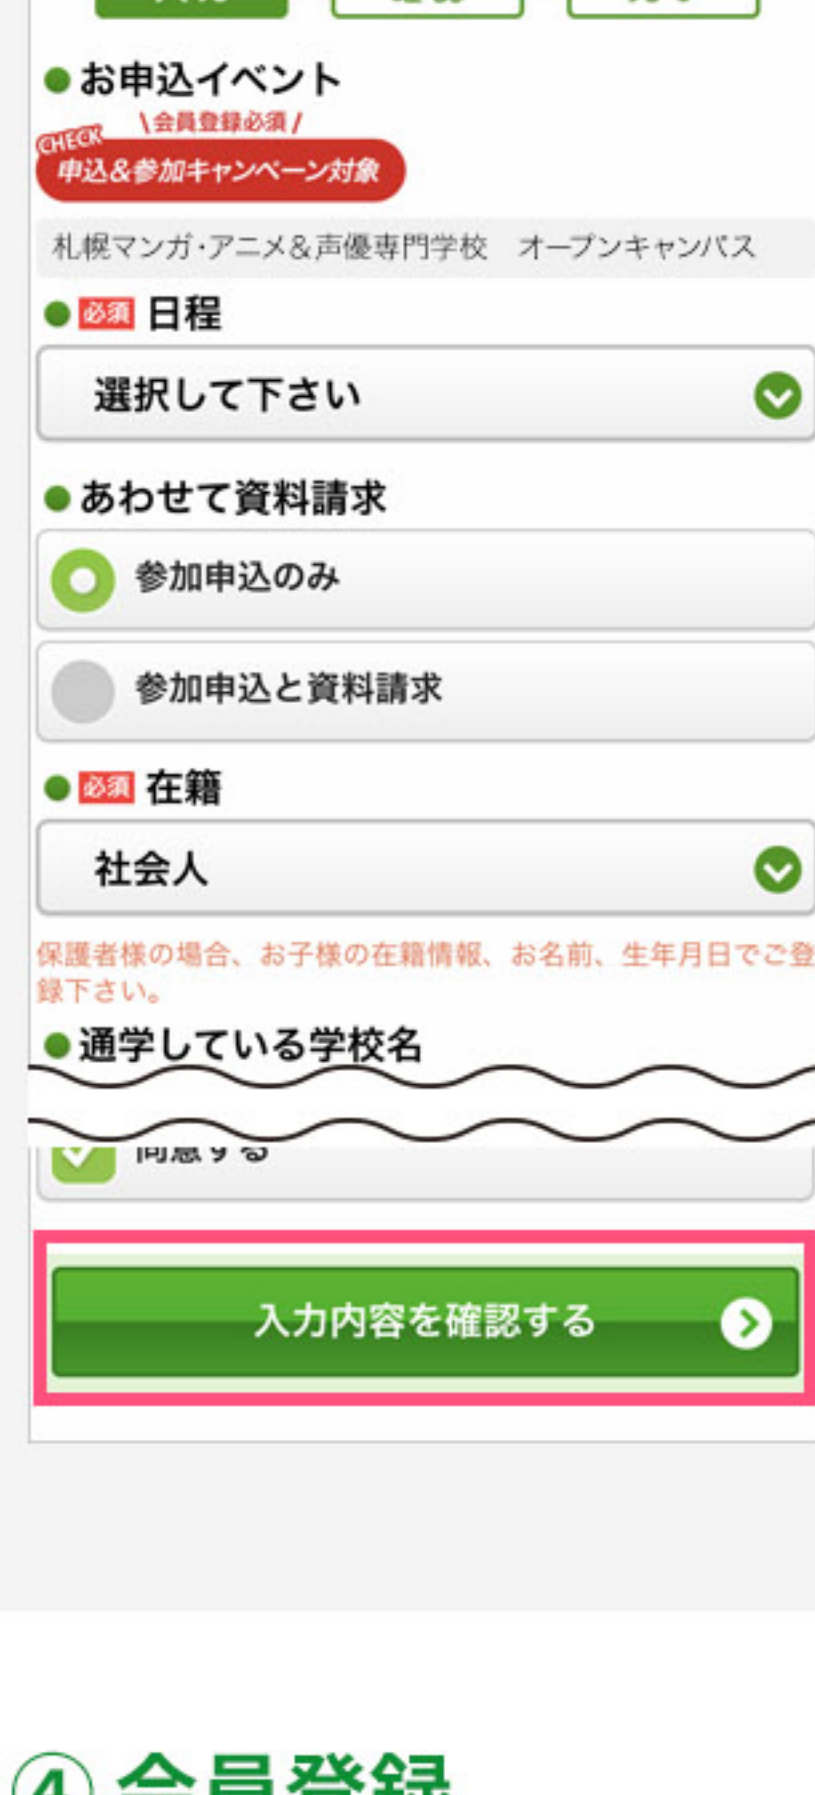 お申込イベント
\会員登録必須/
CHECK
申込&参加キャンペーン対象
札幌マンガ・アニメ&声優専門学校　オープンキャンパス
必須 日程
選択して下さい
あわせて資料請求
参加申込のみ
参加申込と資料請求
必須 在籍
社会人
保護者様の場合、お子様の在籍情報、お名前、生年月日でご登
録下さい。
通学している学校名
同意する
入力内容を確認する
④ 会員登録